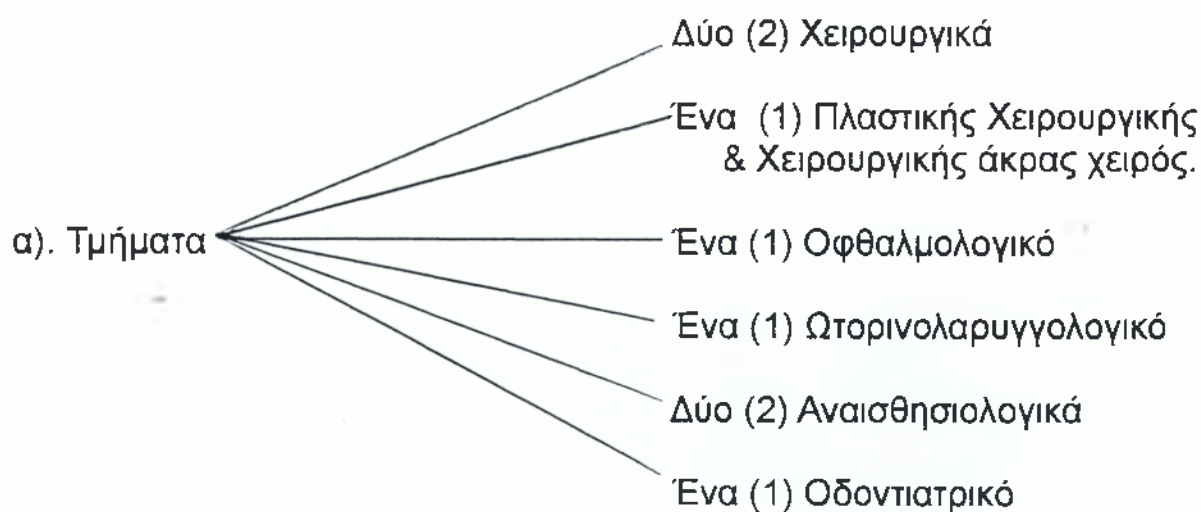 Δύο (2) Χειρουργικά
Ένα (1) Πλαστικής Χειρουργικής
& Χειρουργικής άκρας χειρός.
α). Τμήματα
Ένα (1) Οφθαλμολογικό
Ένα (1) Ωτορινολαρυγγολογικό
Δύο (2) Αναισθησιολογικά
Ένα (1) Οδοντιατρικό